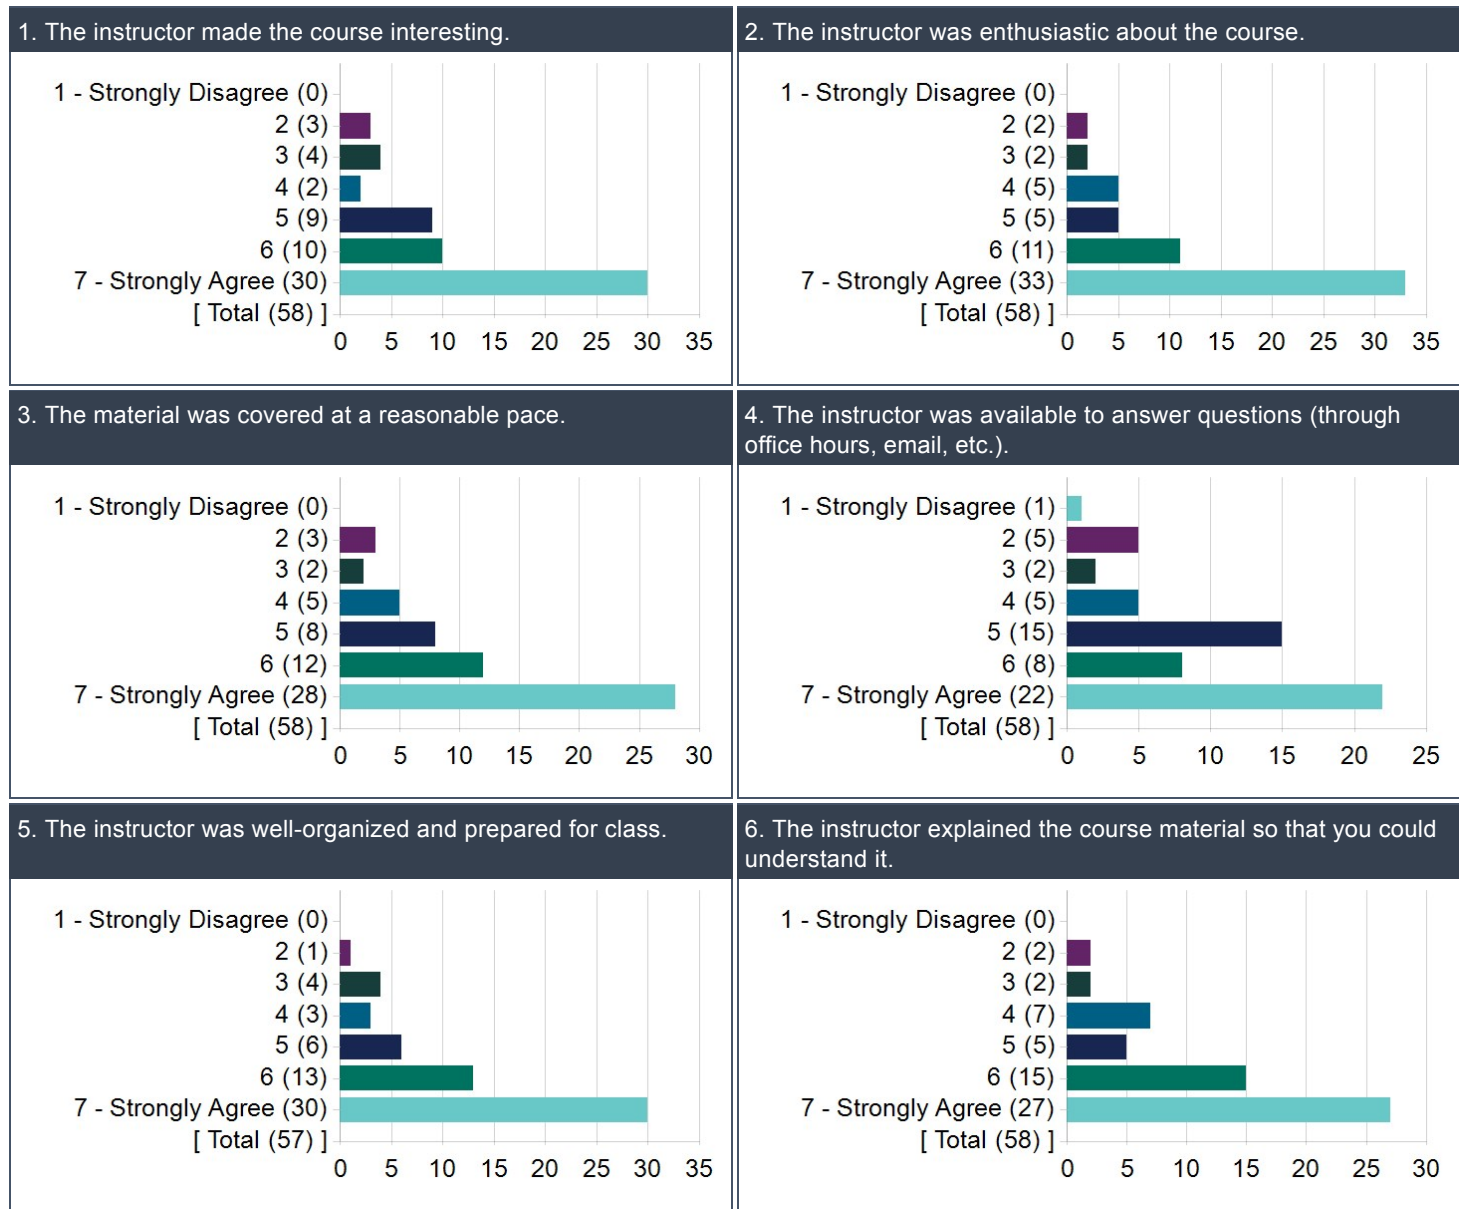 1. The instructor made the course interesting.
1 - Strongly Disagree (0)
2 (3)
3 (4)
4 (2)
5 (9)
6 (10)
7 - Strongly Agree (30)
[ Total (58) ]
0 5 10 15 20 25 30 35
2. The instructor was enthusiastic about the course.
1 - Strongly Disagree (0)
2 (2)
3 (2)
4 (5)
5 (5)
6 (11)
7 - Strongly Agree (33)
[ Total (58) ]
0 5 10 15 20 25 30 35
3. The material was covered at a reasonable pace.
1 - Strongly Disagree (0)
2 (3)
3 (2)
4 (5)
5 (8)
6 (12)
7 - Strongly Agree (28)
[ Total (58) ]
0 5 10 15 20 25 30
4. The instructor was available to answer questions (through
office hours, email, etc.).
1 - Strongly Disagree (1)
2 (5)
3 (2)
4 (5)
5 (15)
6 (8)
7 - Strongly Agree (22)
[ Total (58) ]
0 5 10 15 20 25
5. The instructor was well-organized and prepared for class.
1 - Strongly Disagree (0)
2 (1)
3 (4)
4 (3)
5 (6)
6 (13)
7 - Strongly Agree (30)
[ Total (57) ]
0 5 10 15 20 25 30 35
6. The instructor explained the course material so that you could
understand it.
1 - Strongly Disagree (0)
2 (2)
3 (2)
4 (7)
5 (5)
6 (15)
7 - Strongly Agree (27)
[ Total (58) ]
0 5 10 15 20 25 30